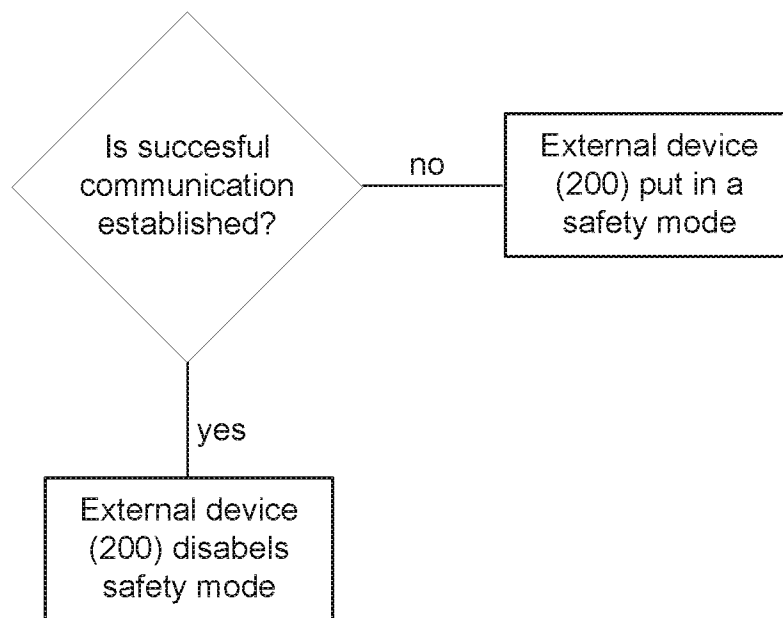 Is succesful
communication
established?
no
External device
(200) put in a
safety mode
yes
External device
(200) disabels
safety mode